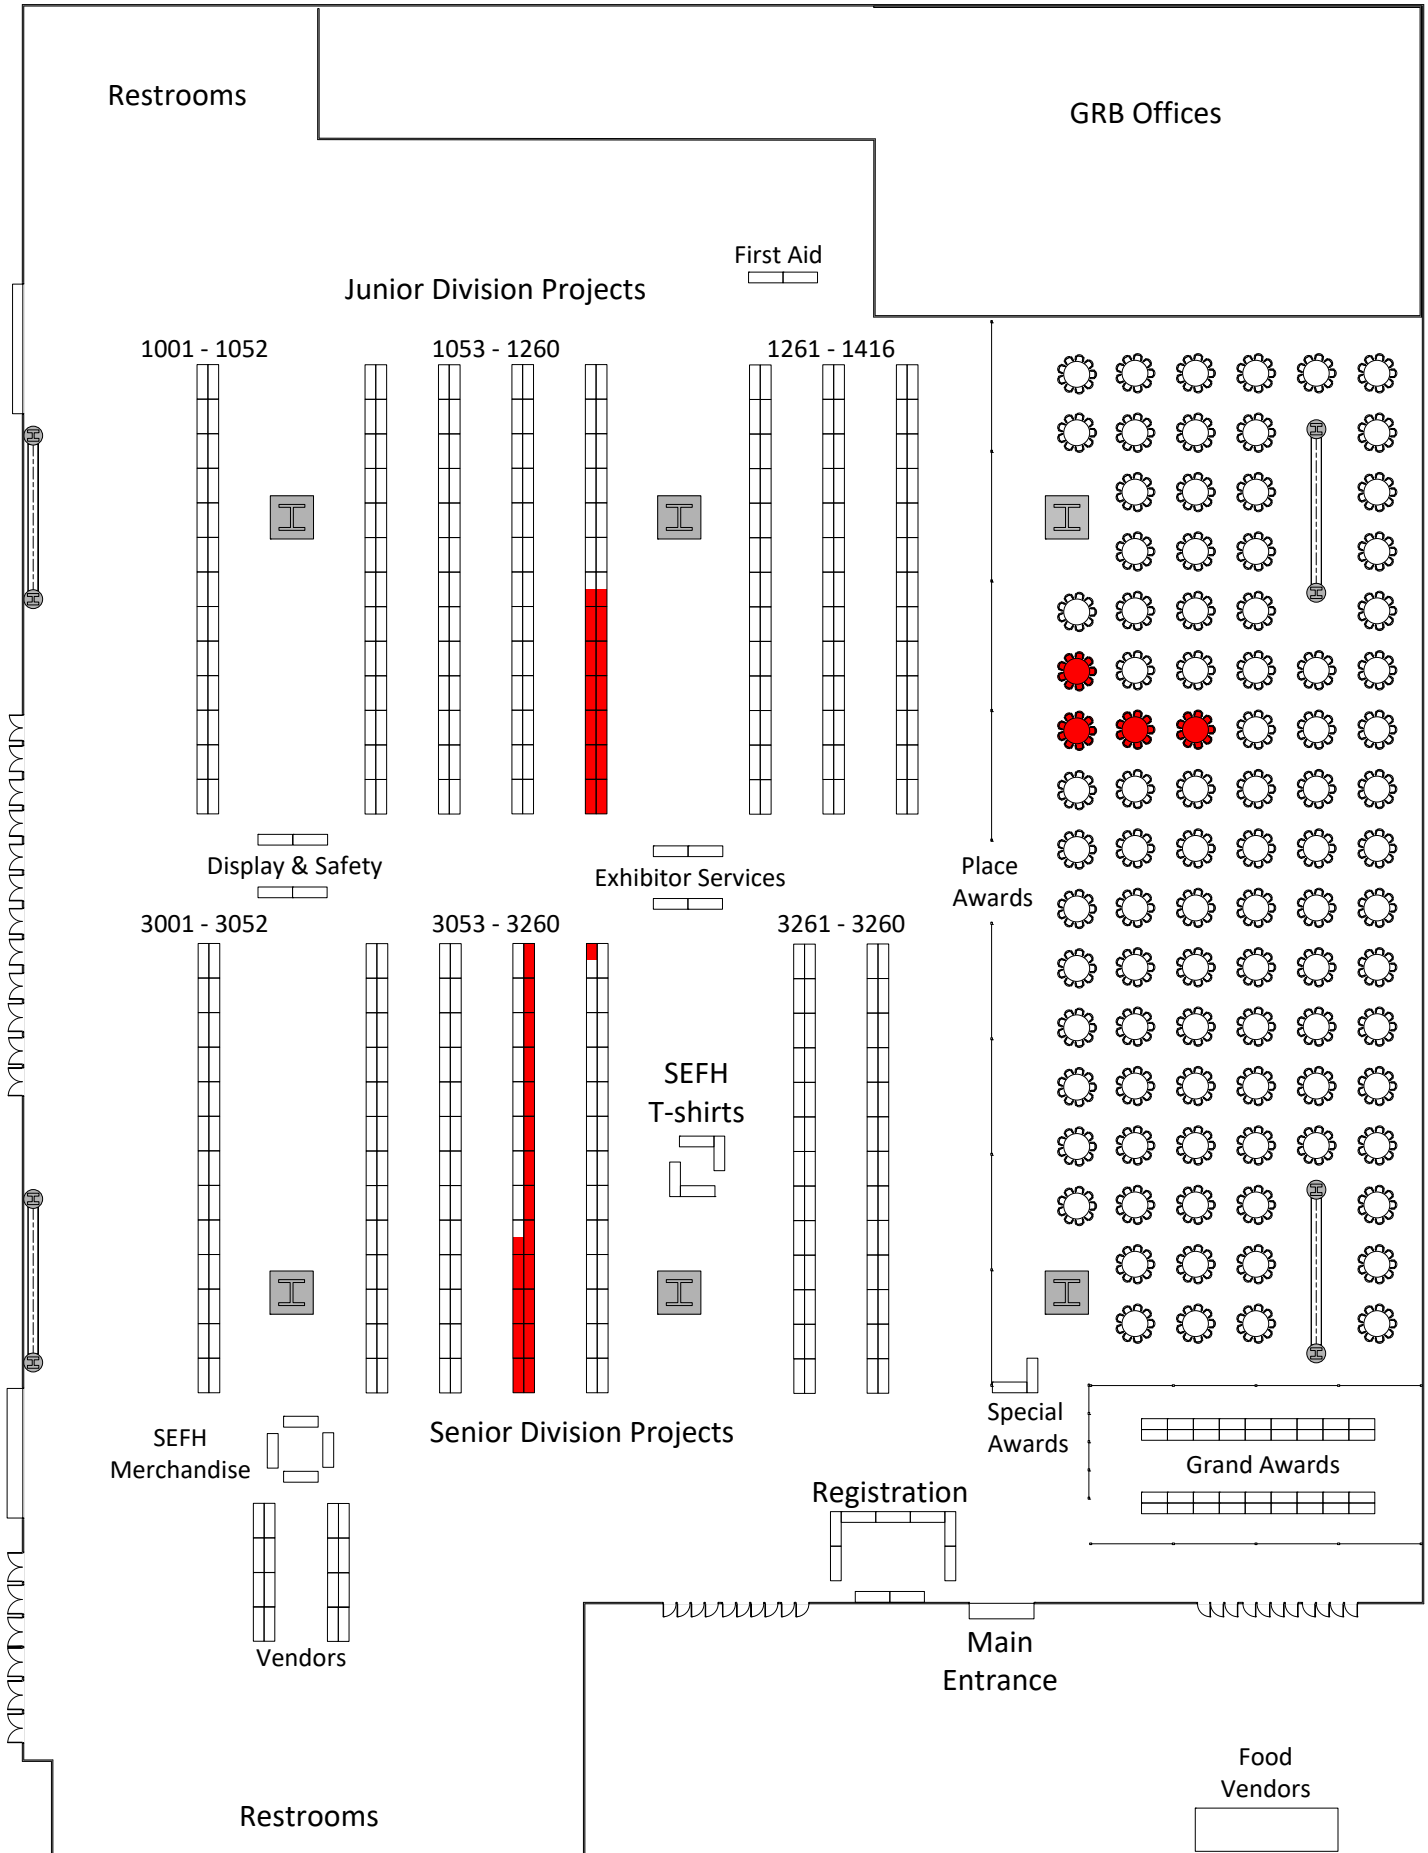 Restrooms
GRB Offices
First Aid
Junior Division Projects
1001 - 1052
1053 - 1260
1261 - 1416
Display & Safety
Exhibitor Services
Place
Awards
3001 - 3052
3053 - 3260
3261 - 3260
SEFH
T-shirts
Special
Awards
Senior Division Projects
SEFH
Merchandise
Grand Awards
Registration
Vendors
Main
Entrance
Food
Vendors
Restrooms